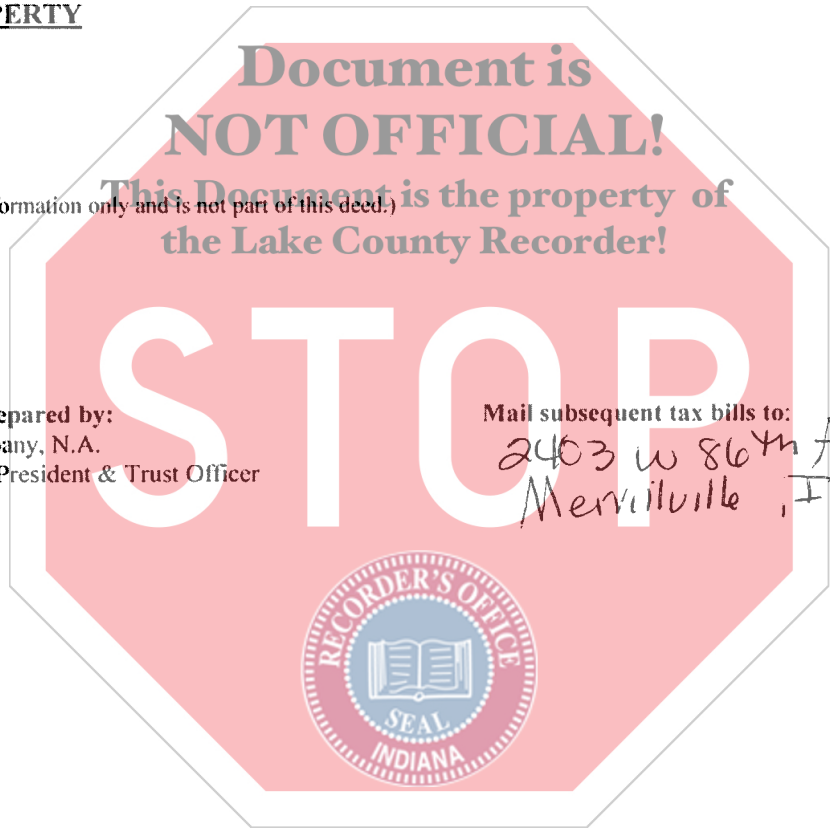 PERTY
Document is
NOT OFFICIAL!
This Document is the property of
ormation only and is not part of this deed.)
the Lake County Recorder!
STOP
epared by:
any, N.A.
President & Trust Officer
Mail subsequent tax bills to:
2403 W 86th A
Merrillville, I
RECORDER'S OFFICE
SEAL
INDIANA